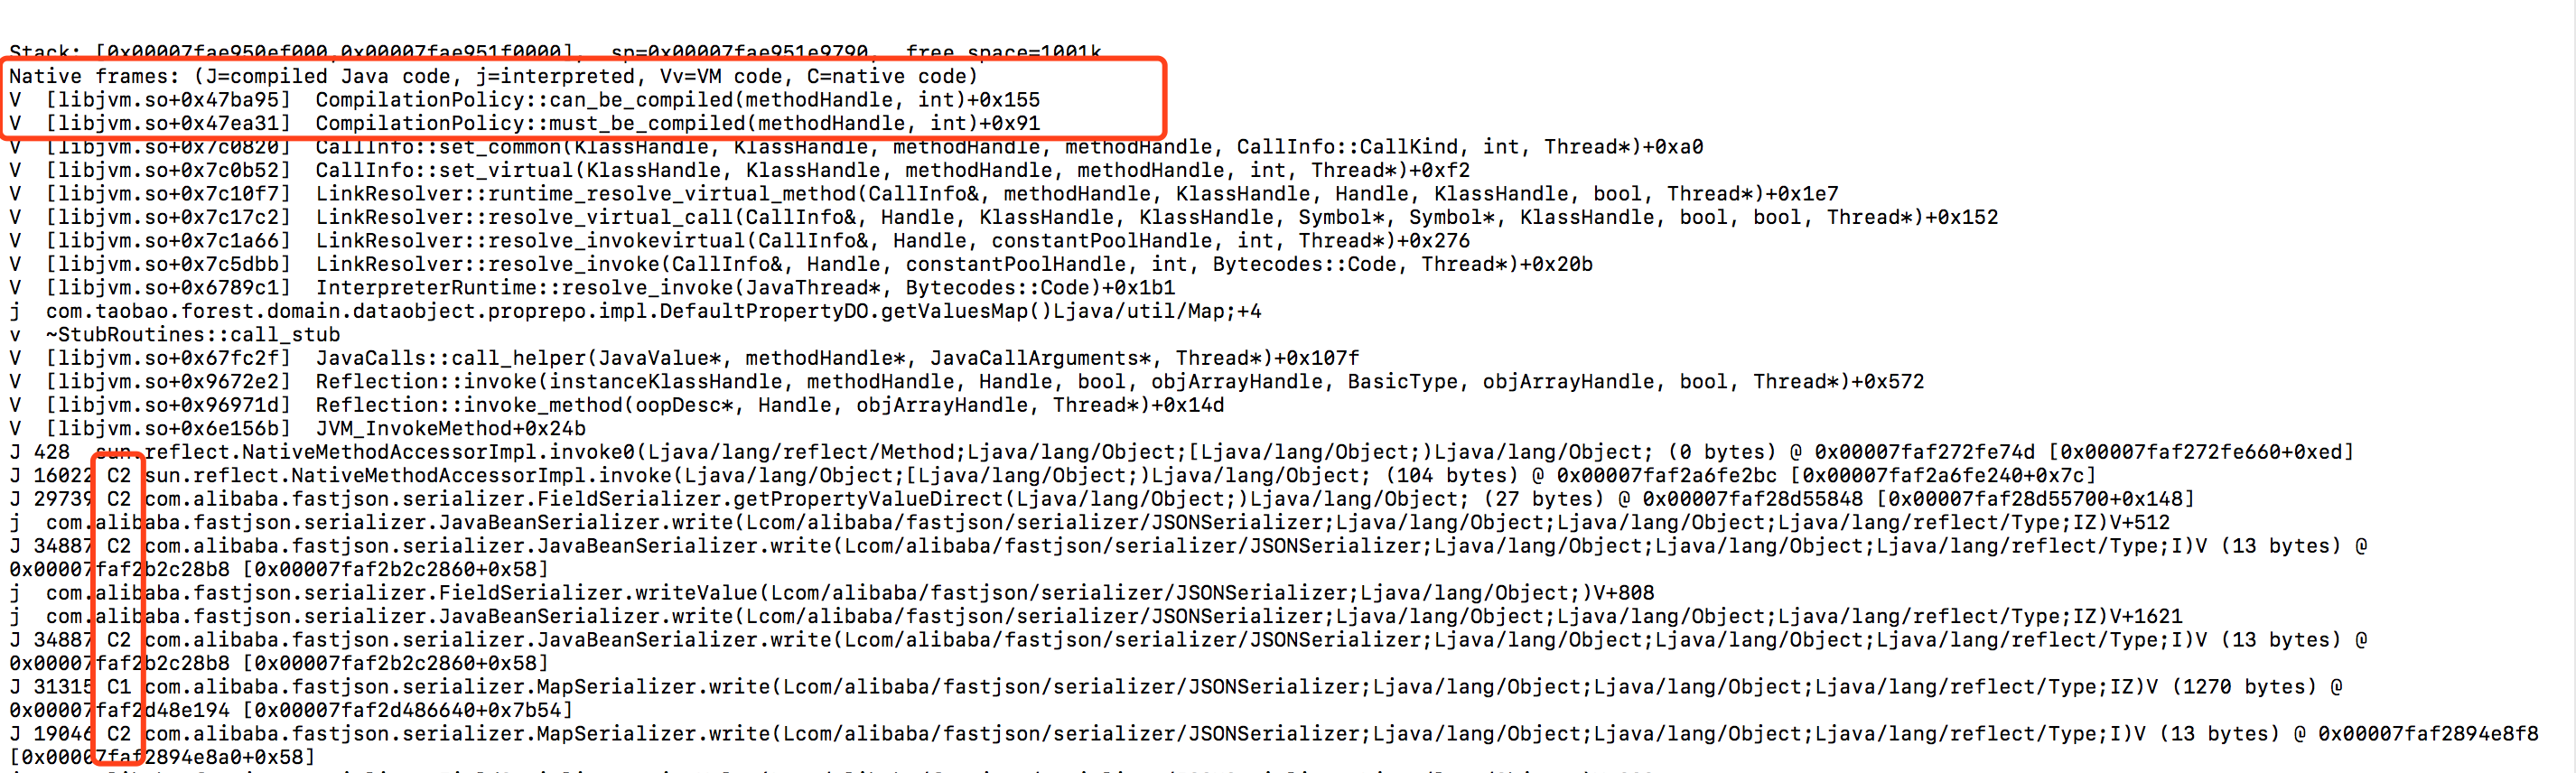 Stack: [0x00007fae950ef000,0x00007fae951f0000],  sp=0x00007fae951e9790,  free space=1001k
Native frames: (J=compiled Java code, j=interpreted, Vv=VM code, C=native code)
V  [libjvm.so+0x47ba95]  CompilationPolicy::can_be_compiled(methodHandle, int)+0x155
V  [libjvm.so+0x47ea31]  CompilationPolicy::must_be_compiled(methodHandle, int)+0x91
V  [libjvm.so+0x7c0820]  CallInfo::set_common(KlassHandle, KlassHandle, methodHandle, methodHandle, CallInfo::CallKind, int, Thread*)+0xa0
V  [libjvm.so+0x7c0b52]  CallInfo::set_virtual(KlassHandle, KlassHandle, methodHandle, methodHandle, int, Thread*)+0xf2
V  [libjvm.so+0x7c10f7]  LinkResolver::runtime_resolve_virtual_method(CallInfo&, methodHandle, KlassHandle, Handle, KlassHandle, bool, Thread*)+0x1e7
V  [libjvm.so+0x7c17c2]  LinkResolver::resolve_virtual_call(CallInfo&, Handle, KlassHandle, KlassHandle, Symbol*, Symbol*, KlassHandle, bool, bool, Thread*)+0x152
V  [libjvm.so+0x7c1a66]  LinkResolver::resolve_invokevirtual(CallInfo&, Handle, constantPoolHandle, int, Thread*)+0x276
V  [libjvm.so+0x7c5dbb]  LinkResolver::resolve_invoke(CallInfo&, Handle, constantPoolHandle, int, Bytecodes::Code, Thread*)+0x20b
V  [libjvm.so+0x6789c1]  InterpreterRuntime::resolve_invoke(JavaThread*, Bytecodes::Code)+0x1b1
j  com.taobao.forest.domain.dataobject.proprepo.impl.DefaultPropertyDO.getValuesMap()Ljava/util/Map;+4
v  ~StubRoutines::call_stub
V  [libjvm.so+0x67fc2f]  JavaCalls::call_helper(JavaValue*, methodHandle*, JavaCallArguments*, Thread*)+0x107f
V  [libjvm.so+0x9672e2]  Reflection::invoke(instanceKlassHandle, methodHandle, Handle, bool, objArrayHandle, BasicType, objArrayHandle, bool, Thread*)+0x572
V  [libjvm.so+0x96971d]  Reflection::invoke_method(oopDesc*, Handle, objArrayHandle, Thread*)+0x14d
V  [libjvm.so+0x6e156b]  JVM_InvokeMethod+0x24b
J 428  sun.reflect.NativeMethodAccessorImpl.invoke0(Ljava/lang/reflect/Method;Ljava/lang/Object;[Ljava/lang/Object;)Ljava/lang/Object; (0 bytes) @ 0x00007faf272fe74d [0x00007faf272fe660+0xed]
J 16022 C2 sun.reflect.NativeMethodAccessorImpl.invoke(Ljava/lang/Object;[Ljava/lang/Object;)Ljava/lang/Object; (104 bytes) @ 0x00007faf2a6fe2bc [0x00007faf2a6fe240+0x7c]
J 29739 C2 com.alibaba.fastjson.serializer.FieldSerializer.getPropertyValueDirect(Ljava/lang/Object;)Ljava/lang/Object; (27 bytes) @ 0x00007faf28d55848 [0x00007faf28d55700+0x148]
j  com.alibaba.fastjson.serializer.JavaBeanSerializer.write(Lcom/alibaba/fastjson/serializer/JSONSerializer;Ljava/lang/Object;Ljava/lang/Object;Ljava/lang/reflect/Type;IZ)V+512
J 34887 C2 com.alibaba.fastjson.serializer.JavaBeanSerializer.write(Lcom/alibaba/fastjson/serializer/JSONSerializer;Ljava/lang/Object;Ljava/lang/Object;Ljava/lang/reflect/Type;I)V (13 bytes) @
0x00007faf2b2c28b8 [0x00007faf2b2c2860+0x58]
j  com.alibaba.fastjson.serializer.FieldSerializer.writeValue(Lcom/alibaba/fastjson/serializer/JSONSerializer;Ljava/lang/Object;)V+808
j  com.alibaba.fastjson.serializer.JavaBeanSerializer.write(Lcom/alibaba/fastjson/serializer/JSONSerializer;Ljava/lang/Object;Ljava/lang/Object;Ljava/lang/reflect/Type;IZ)V+1621
J 34887 C2 com.alibaba.fastjson.serializer.JavaBeanSerializer.write(Lcom/alibaba/fastjson/serializer/JSONSerializer;Ljava/lang/Object;Ljava/lang/Object;Ljava/lang/reflect/Type;I)V (13 bytes) @
0x00007faf2b2c28b8 [0x00007faf2b2c2860+0x58]
J 31315 C1 com.alibaba.fastjson.serializer.MapSerializer.write(Lcom/alibaba/fastjson/serializer/JSONSerializer;Ljava/lang/Object;Ljava/lang/Object;Ljava/lang/reflect/Type;IZ)V (1270 bytes) @
0x00007faf2d48e194 [0x00007faf2d486640+0x7b54]
J 19046 C2 com.alibaba.fastjson.serializer.MapSerializer.write(Lcom/alibaba/fastjson/serializer/JSONSerializer;Ljava/lang/Object;Ljava/lang/Object;Ljava/lang/reflect/Type;I)V (13 bytes) @ 0x00007faf2894e8f8
[0x00007faf2894e8a0+0x58]